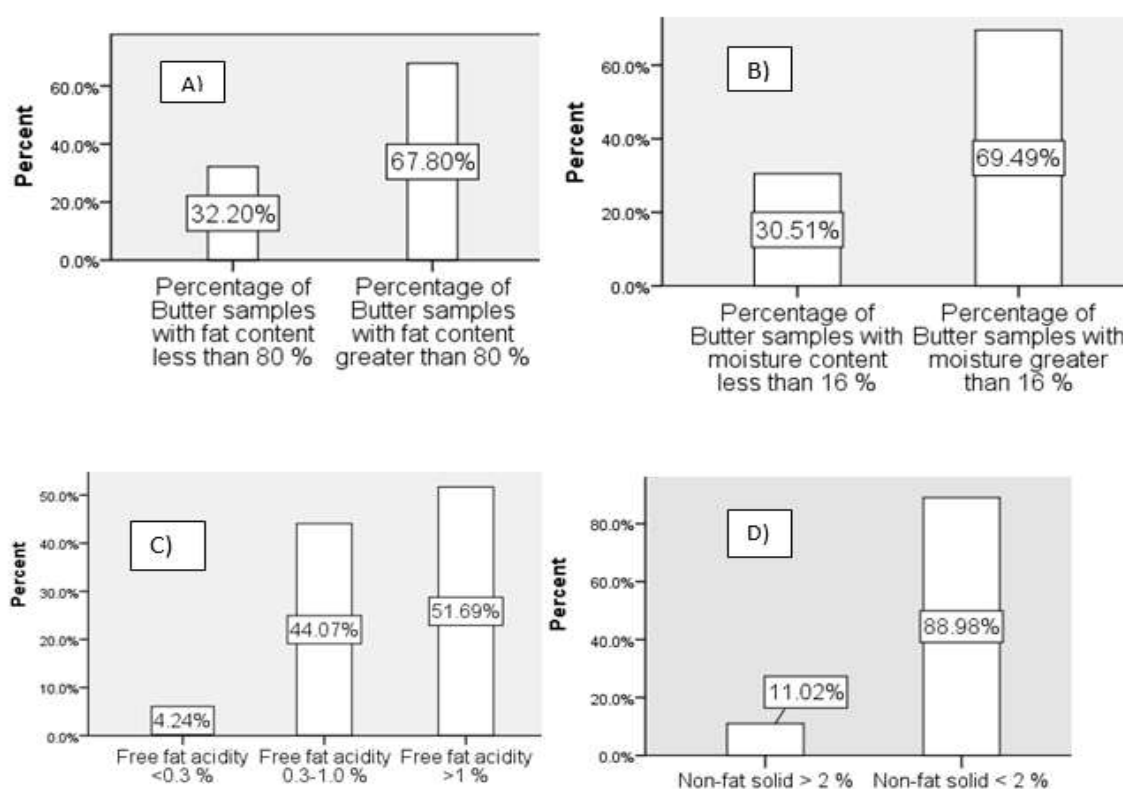 A)
Percent
60.0%
40.0%
20.0%
0.0%
32.20%
67.80%
Percentage of
Butter samples
with fat content
less than 80 %
Percentage of
Butter samples
with fat content
greater than 80 %
B)
Percent
60.0%
40.0%
20.0%
0.0%
30.51%
69.49%
Percentage of
Butter samples with
moisture content
less than 16 %
Percentage of
Butter samples with
moisture greater
than 16 %
C)
Percent
50.0%
40.0%
30.0%
20.0%
10.0%
0.0%
4.24%
44.07%
51.69%
Free fat acidity
<0.3 %
Free fat acidity
0.3-1.0 %
Free fat acidity
>1 %
D)
Percent
80.0%
60.0%
40.0%
20.0%
0.0%
11.02%
88.98%
Non-fat solid > 2 %
Non-fat solid < 2 %